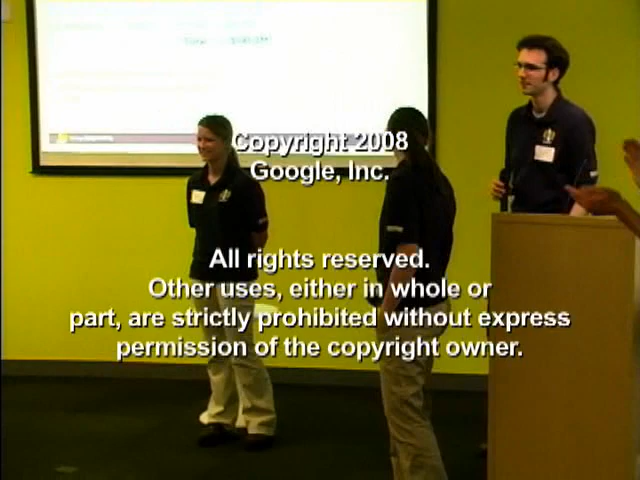 Copyright 2008
Google, Inc.
All rights reserved.
Other uses, either in whole or
part, are strictly prohibited without express
permission of the copyright owner.